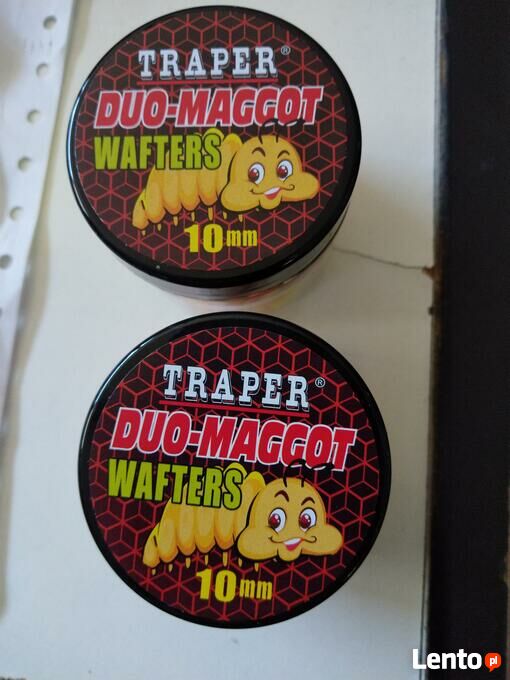 TRAPER®
DUO-MAGGOT
WAFTERS
10mm
TRAPER®
DUO-MAGGOT
WAFTERS
10mm
Lento.pl